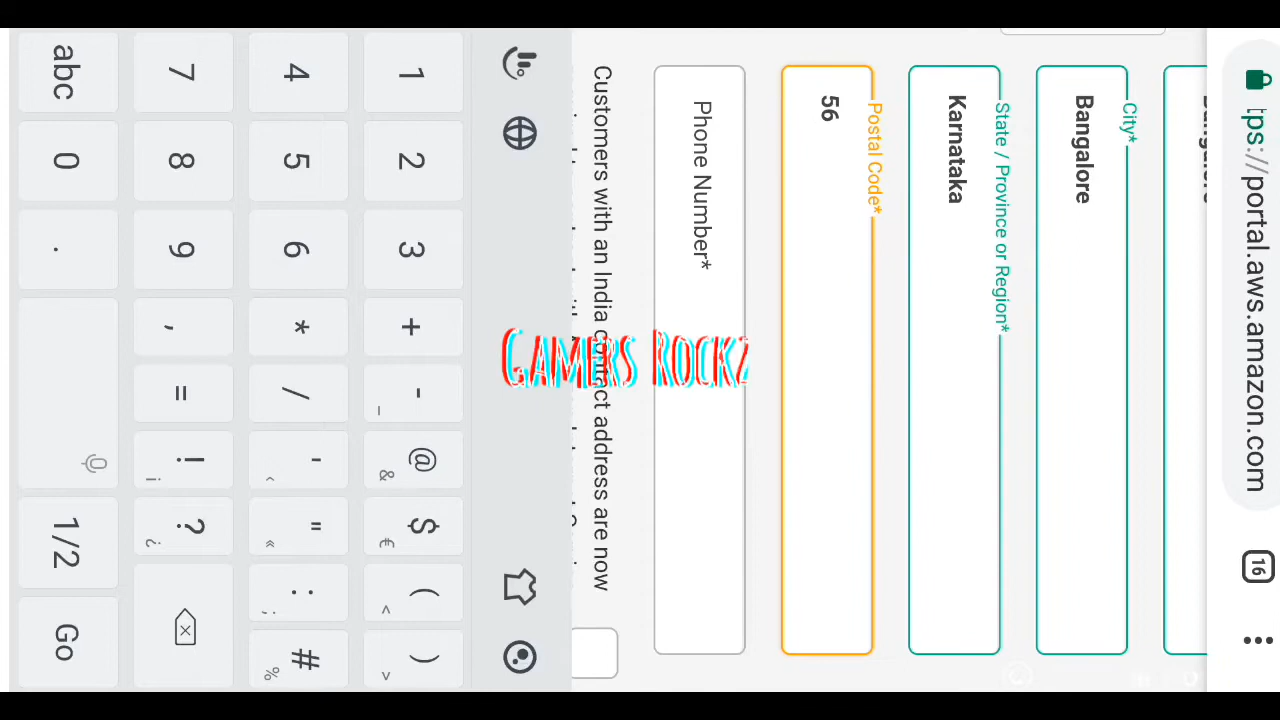 tps://portal.aws.amazon.com
16
City*
Bangalore
State / Province or Region*
Karnataka
Postal Code*
56
Phone Number*
Customers with an India contact address are now
GAMERS ROCKZ
1 2 3 + - _ @ & $ € ( < ) >
4 5 6 * / ' ‹ " « : ; # %
7 8 9 , = ! ¡ ? ¿
abc 0 . 1/2 Go